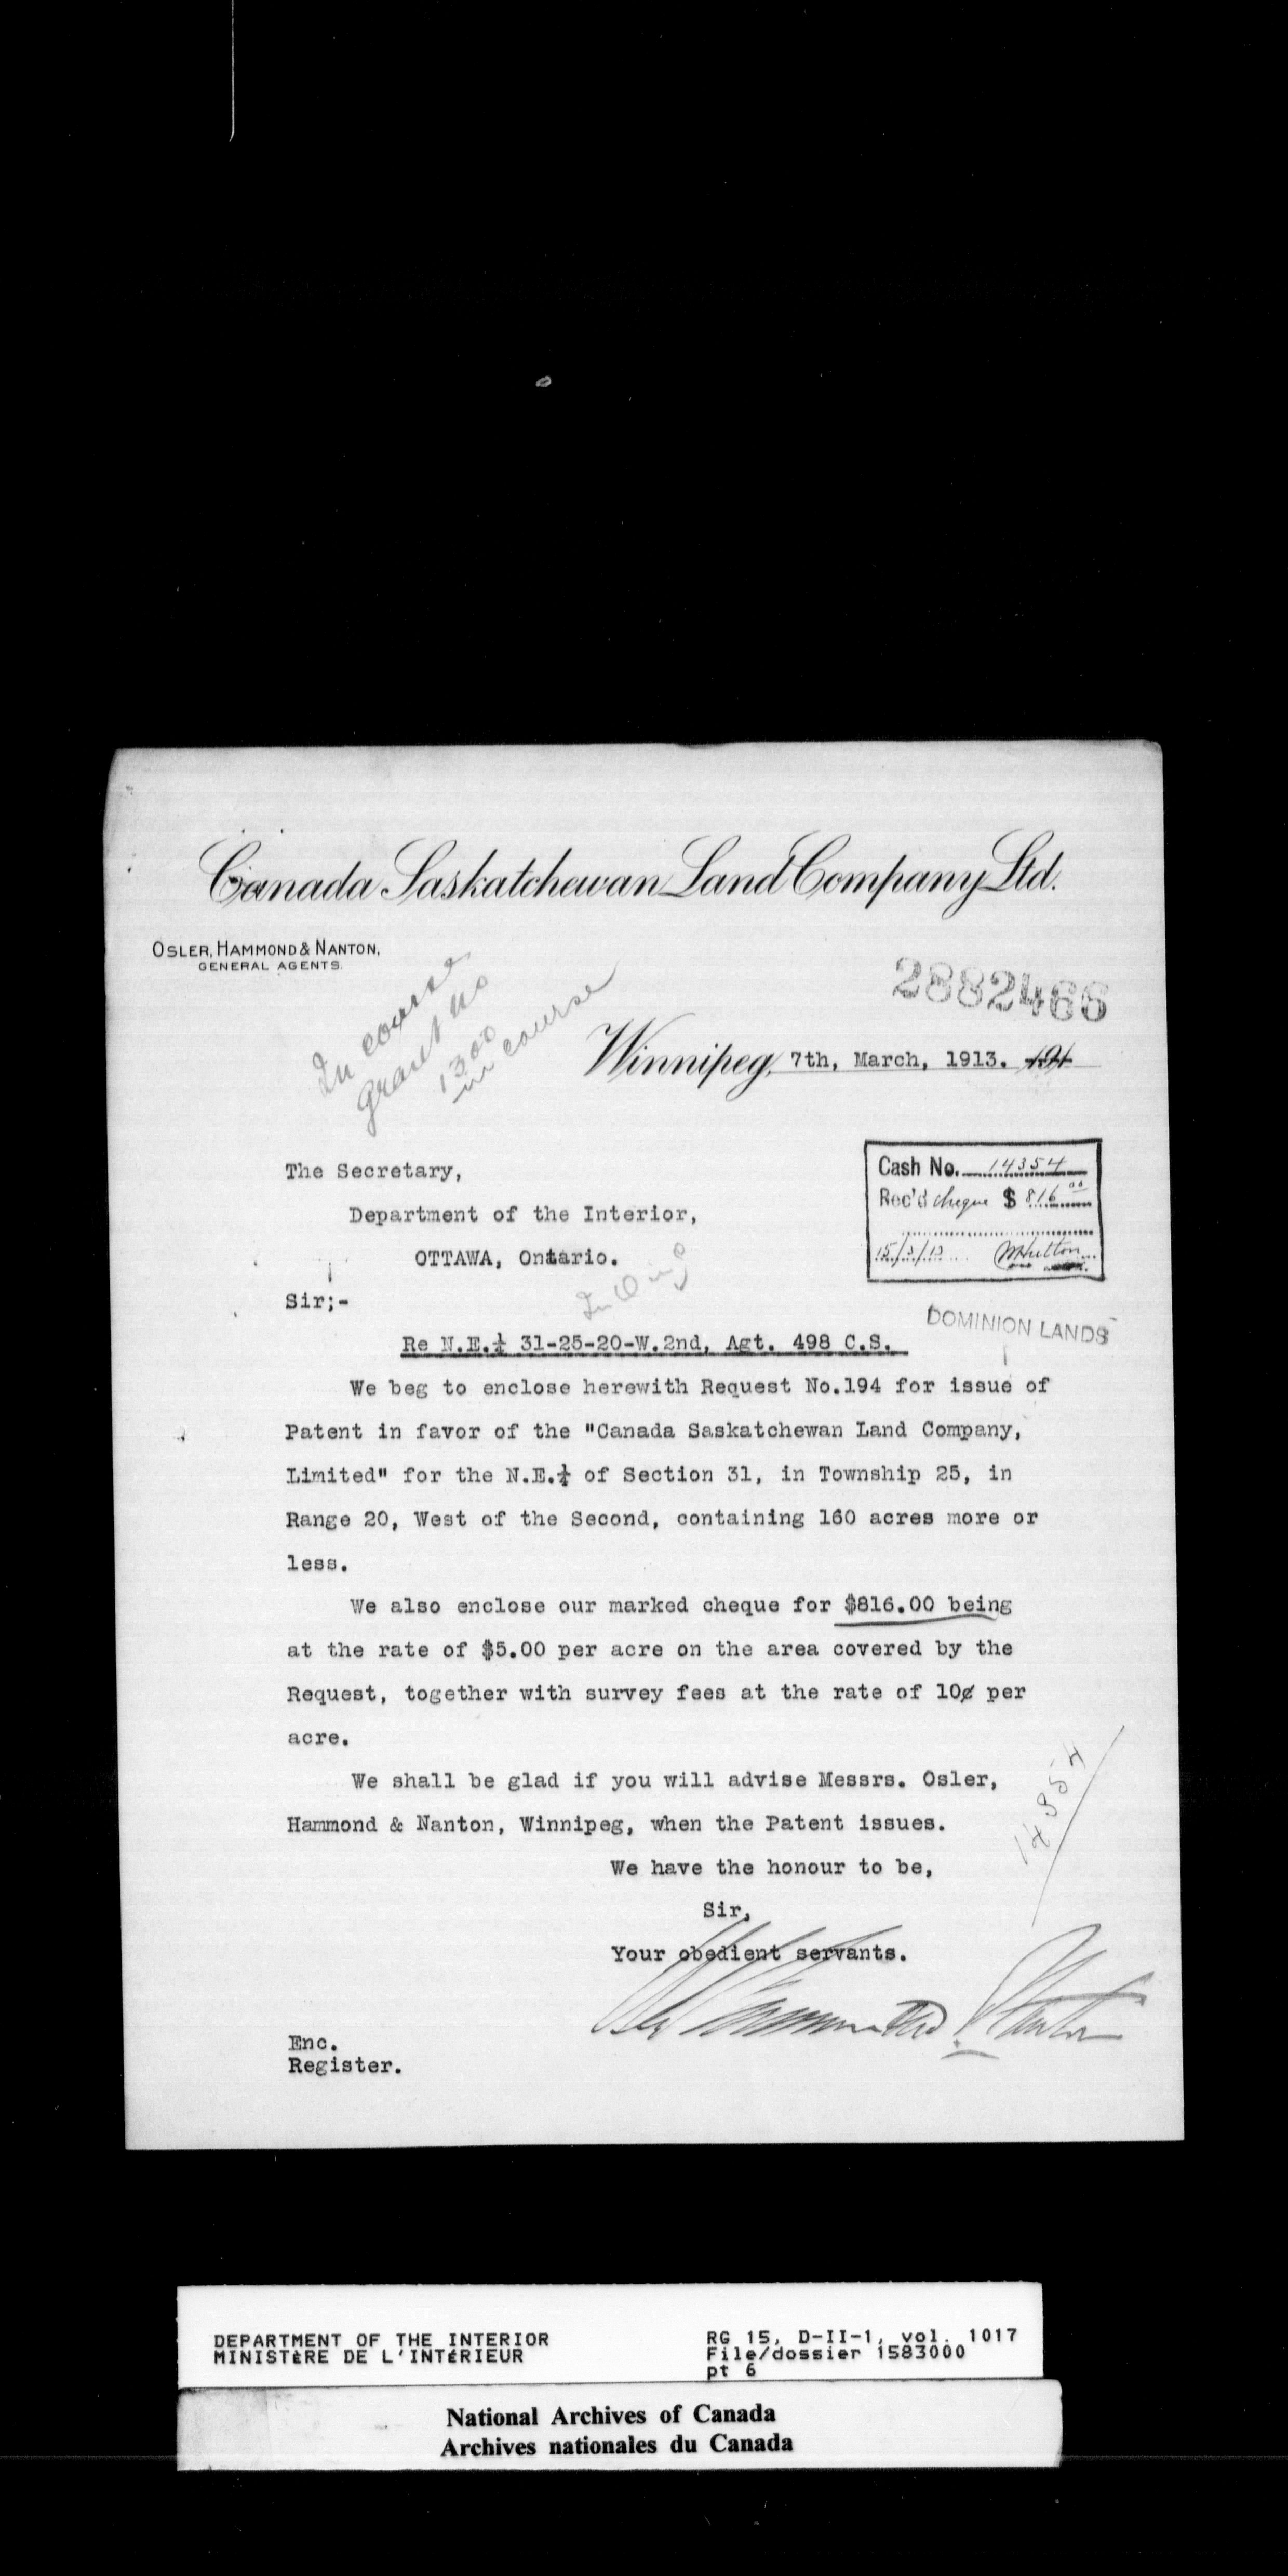 Canada Saskatchewan Land Company Ltd.
OSLER, HAMMOND & NANTON,
GENERAL AGENTS.
2882466
In course
grant no
1300
in course
Winnipeg, 7th, March, 1913. 191
The Secretary,
Department of the Interior,
OTTAWA, Ontario.
Cash No. 14354
Rec'd cheque $ 816.00
15/3/13 Hutton
Sir;-
DOMINION LANDS
Re N.E.¼ 31-25-20-W.2nd, Agt. 498 C.S.
We beg to enclose herewith Request No.194 for issue of
Patent in favor of the "Canada Saskatchewan Land Company,
Limited" for the N.E.¼ of Section 31, in Township 25, in
Range 20, West of the Second, containing 160 acres more or
less.
We also enclose our marked cheque for $816.00 being
at the rate of $5.00 per acre on the area covered by the
Request, together with survey fees at the rate of 10¢ per
acre.
We shall be glad if you will advise Messrs. Osler,
Hammond & Nanton, Winnipeg, when the Patent issues.
We have the honour to be,
Sir,
Your obedient servants.
Osler Hammond & Nanton
Enc.
Register.
DEPARTMENT OF THE INTERIOR
MINISTÈRE DE L'INTÉRIEUR
RG 15, D-II-1, vol. 1017
File/dossier 1583000
pt 6
National Archives of Canada
Archives nationales du Canada